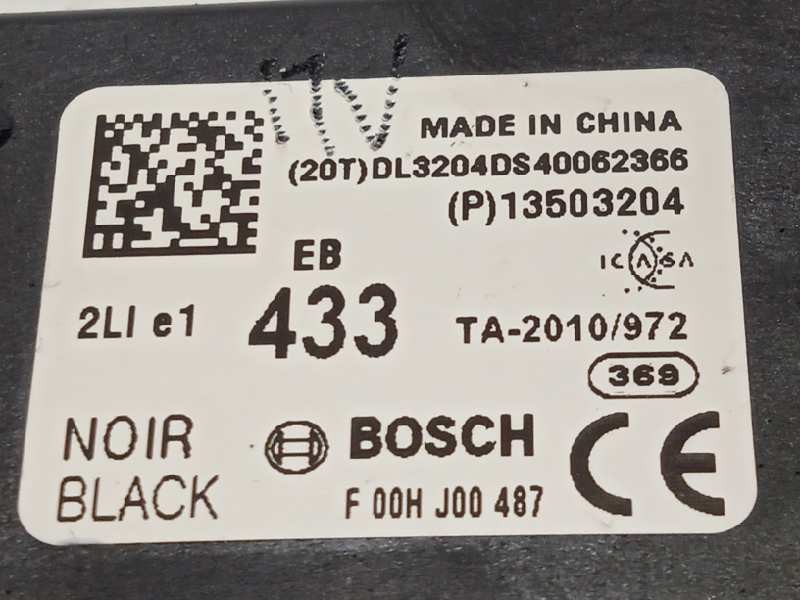 MADE IN CHINA
(20T)DL3204DS40062366
(P)13503204
EB
ICASA
2LI e1
433
TA-2010/972
369
NOIR
BLACK
BOSCH
F 00H J00 487
CE